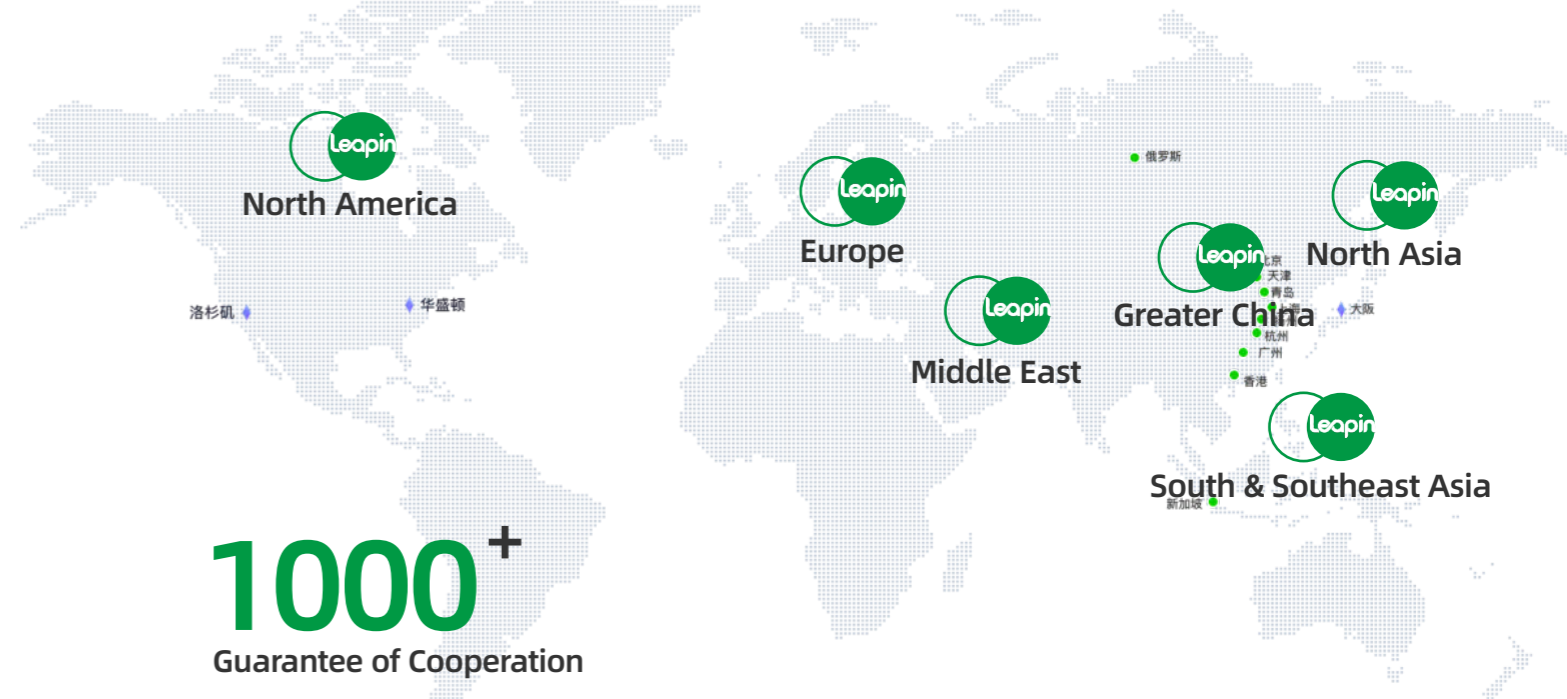 Leapin
North America
Leapin
Europe
俄罗斯
Leapin
North Asia
Leapin
Greater China
北京
天津
青岛
上海
杭州
广州
香港
大阪
洛杉矶
华盛顿
Leapin
Middle East
Leapin
South & Southeast Asia
新加坡
1000+
Guarantee of Cooperation